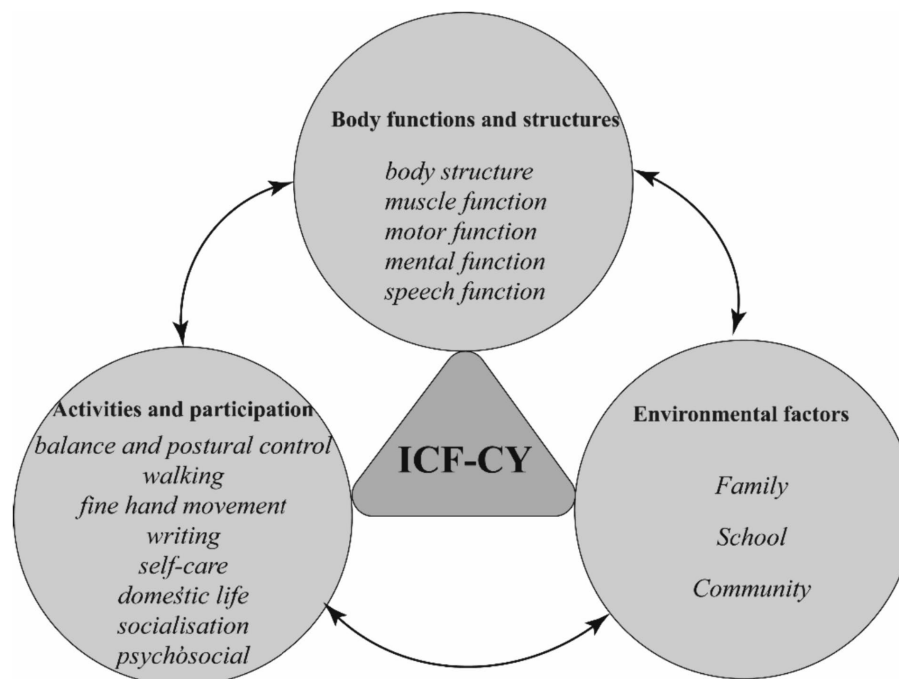 Body functions and structures
body structure
muscle function
motor function
mental function
speech function
Activities and participation
balance and postural control
walking
fine hand movement
writing
self-care
domestic life
socialisation
psychosocial
ICF-CY
Environmental factors
Family
School
Community